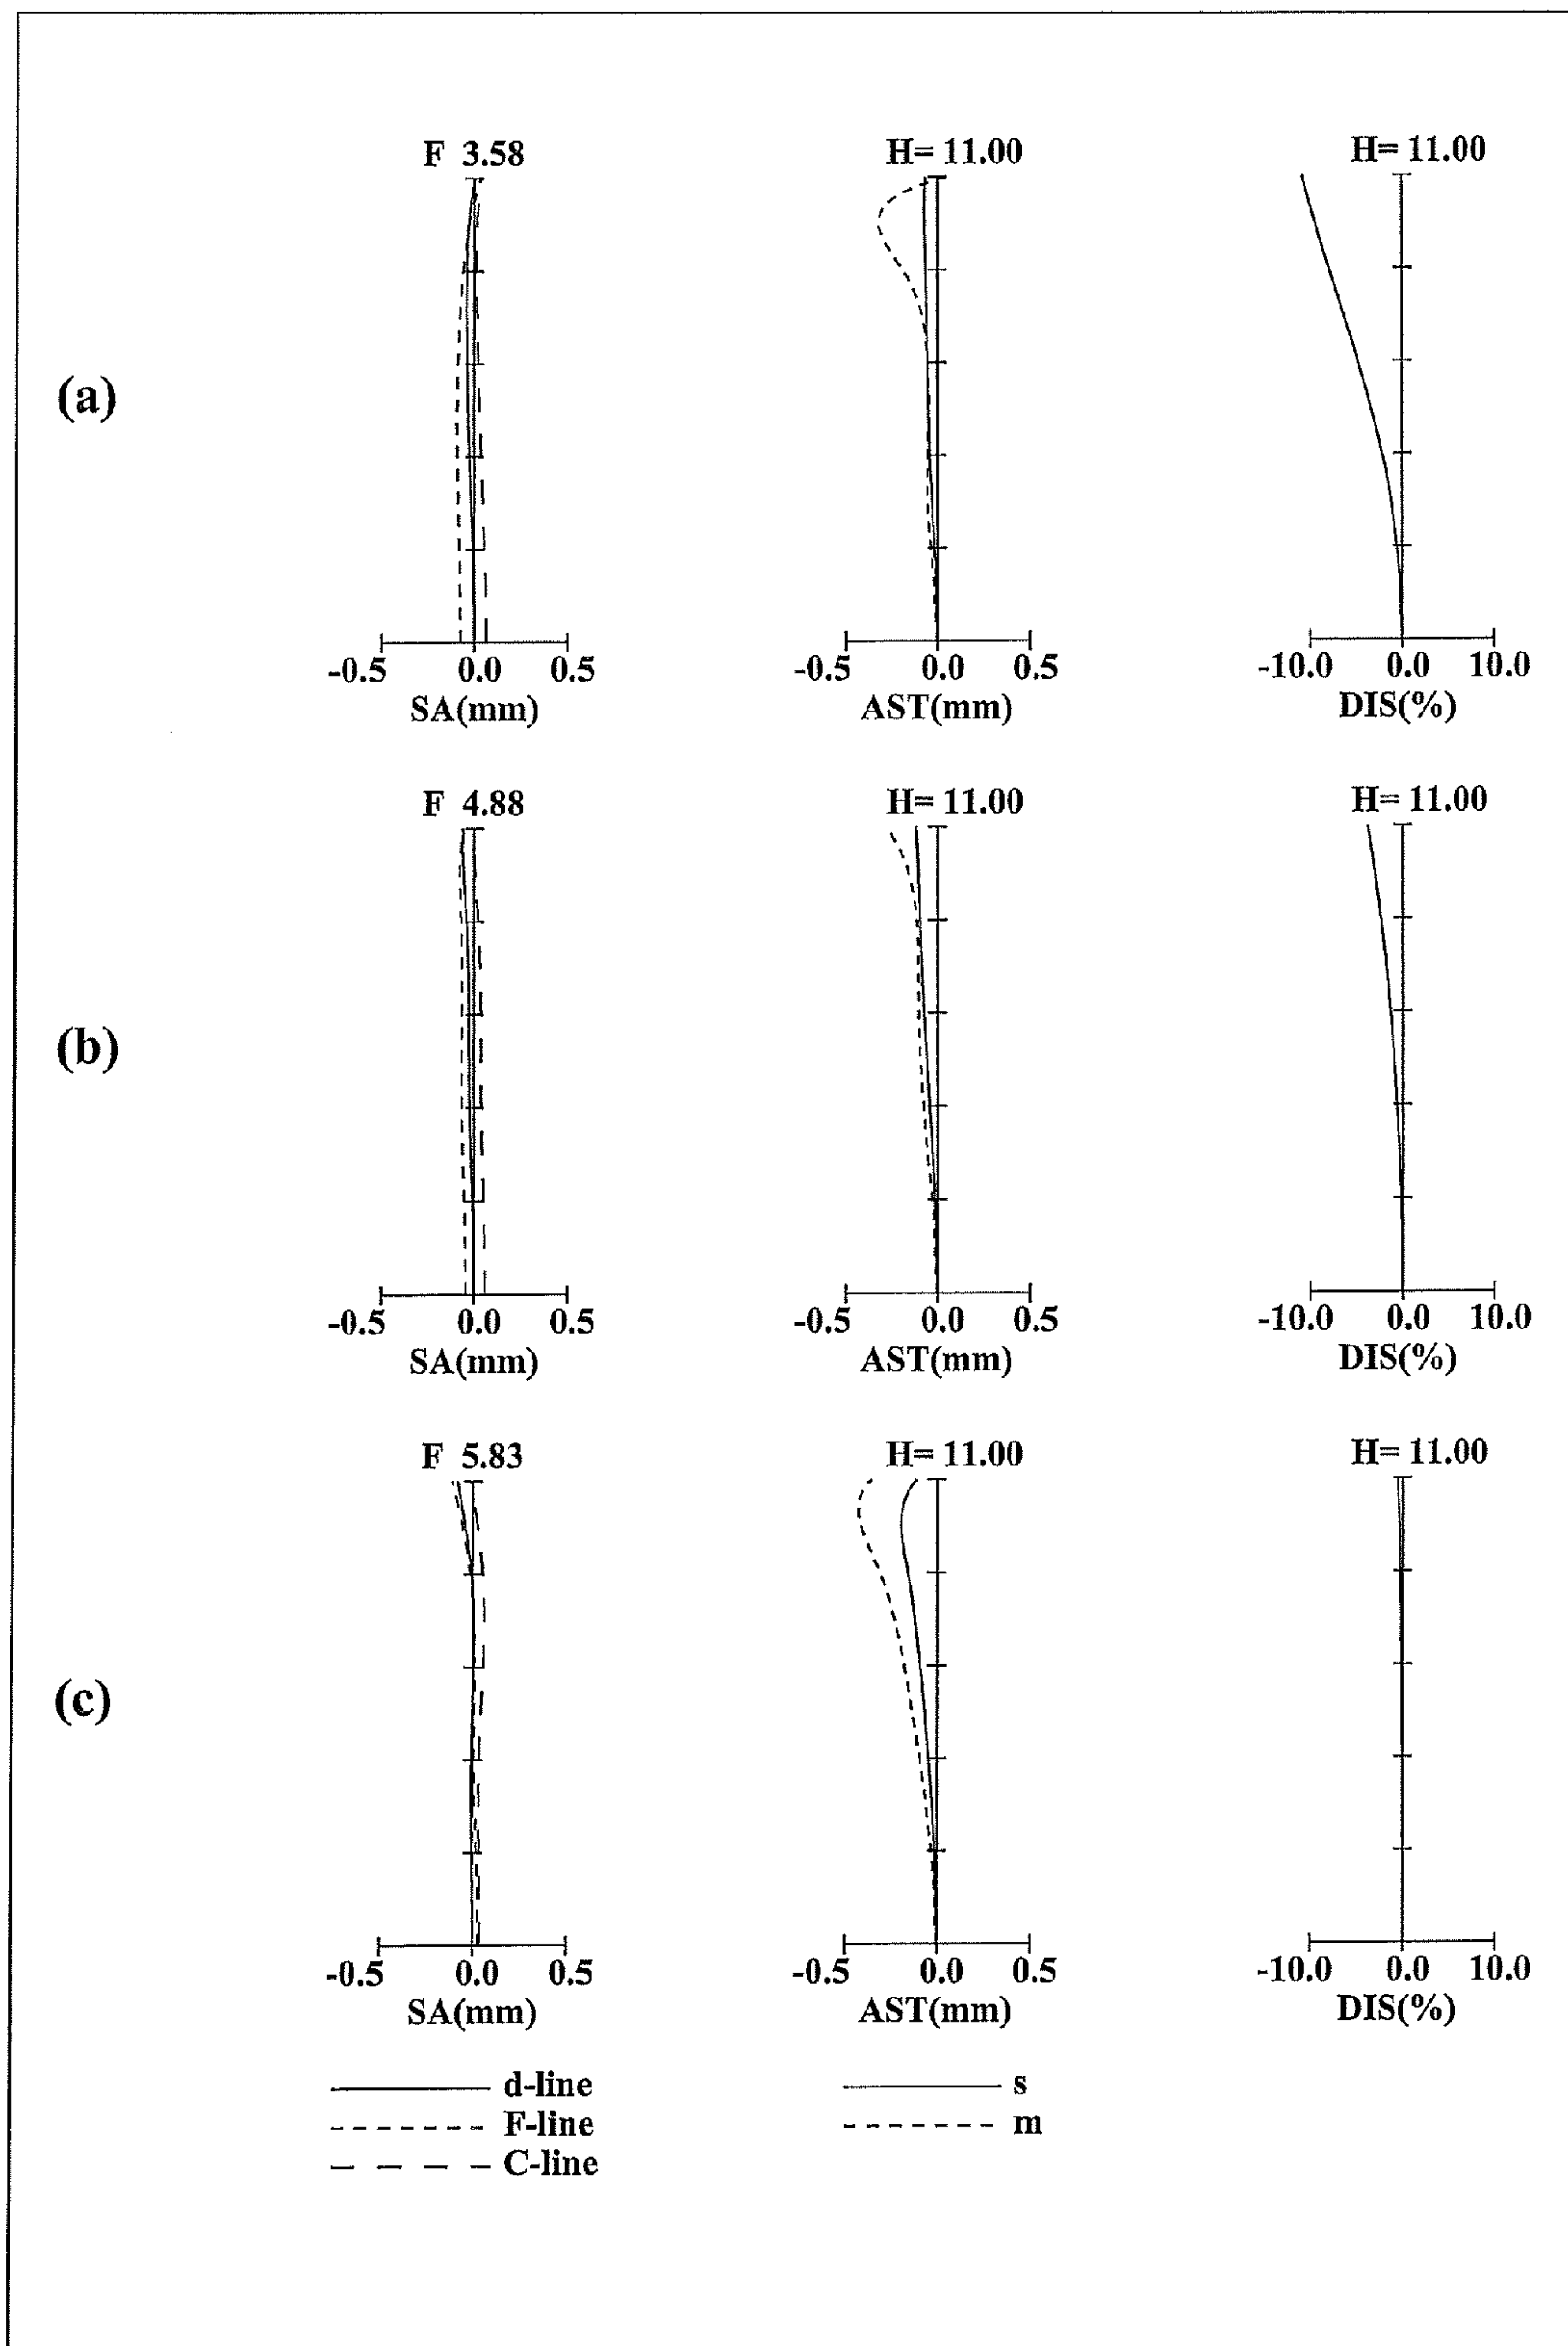 (a)
F 3.58
-0.5 0.0 0.5
SA(mm)
H= 11.00
-0.5 0.0 0.5
AST(mm)
H= 11.00
-10.0 0.0 10.0
DIS(%)
(b)
F 4.88
-0.5 0.0 0.5
SA(mm)
H= 11.00
-0.5 0.0 0.5
AST(mm)
H= 11.00
-10.0 0.0 10.0
DIS(%)
(c)
F 5.83
-0.5 0.0 0.5
SA(mm)
H= 11.00
-0.5 0.0 0.5
AST(mm)
H= 11.00
-10.0 0.0 10.0
DIS(%)
d-line
F-line
C-line
s
m